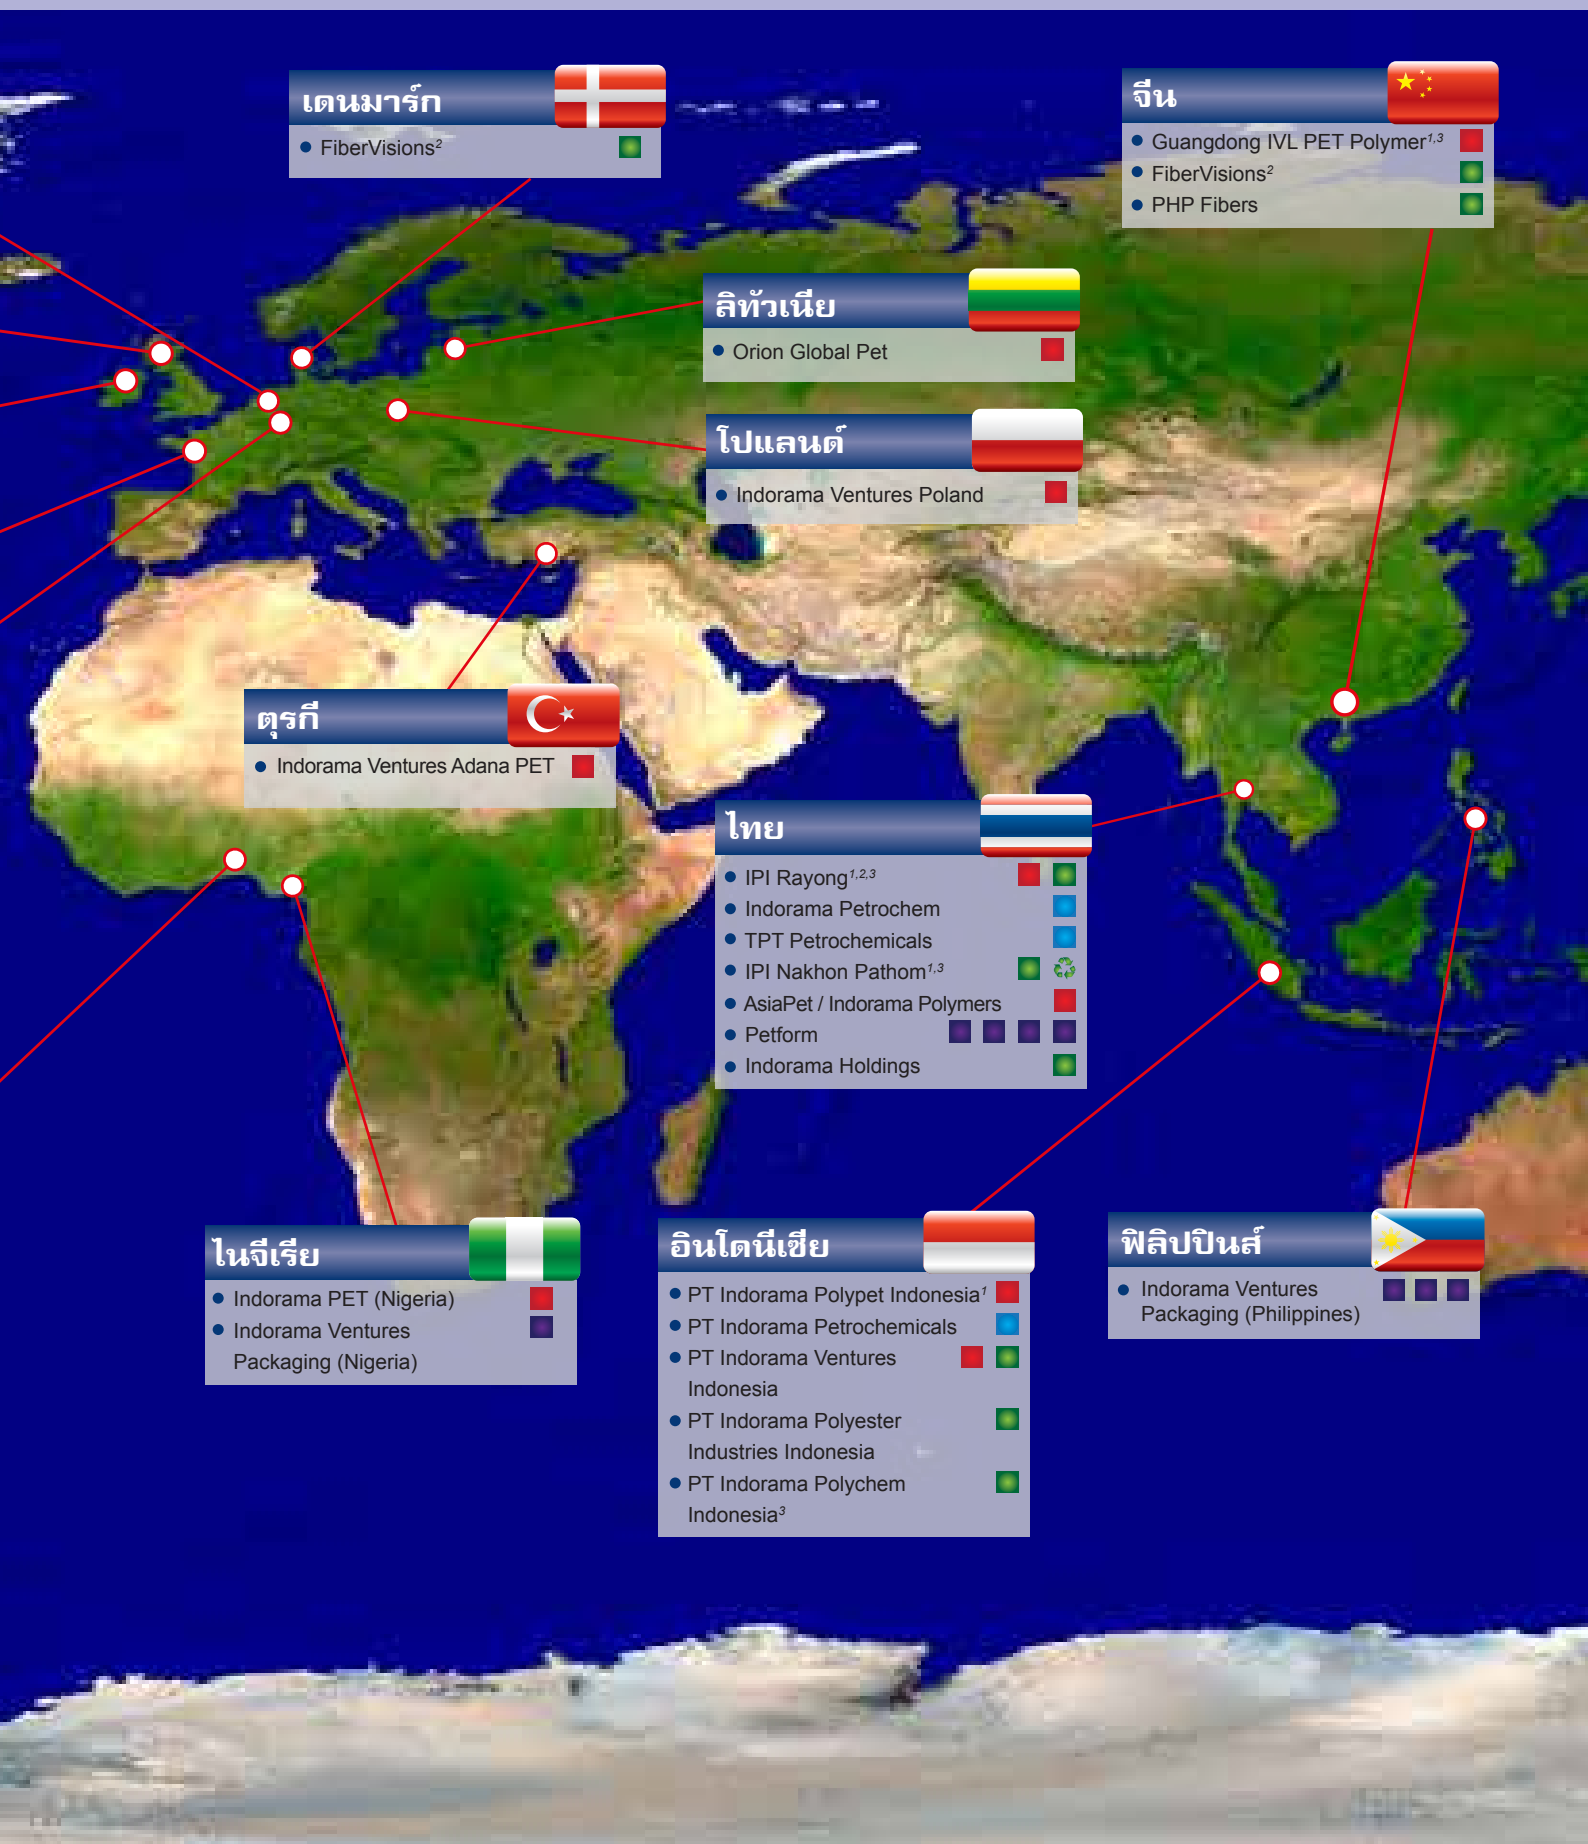 เดนมาร์ก
FiberVisions²
จีน
Guangdong IVL PET Polymer¹,³
FiberVisions²
PHP Fibers
ลิทัวเนีย
Orion Global Pet
โปแลนด์
Indorama Ventures Poland
ตุรกี
Indorama Ventures Adana PET
ไทย
IPI Rayong¹,²,³
Indorama Petrochem
TPT Petrochemicals
IPI Nakhon Pathom¹,³
AsiaPet / Indorama Polymers
Petform
Indorama Holdings
ไนจีเรีย
Indorama PET (Nigeria)
Indorama Ventures
Packaging (Nigeria)
อินโดนีเซีย
PT Indorama Polypet Indonesia¹
PT Indorama Petrochemicals
PT Indorama Ventures
Indonesia
PT Indorama Polyester
Industries Indonesia
PT Indorama Polychem
Indonesia³
ฟิลิปปินส์
Indorama Ventures
Packaging (Philippines)